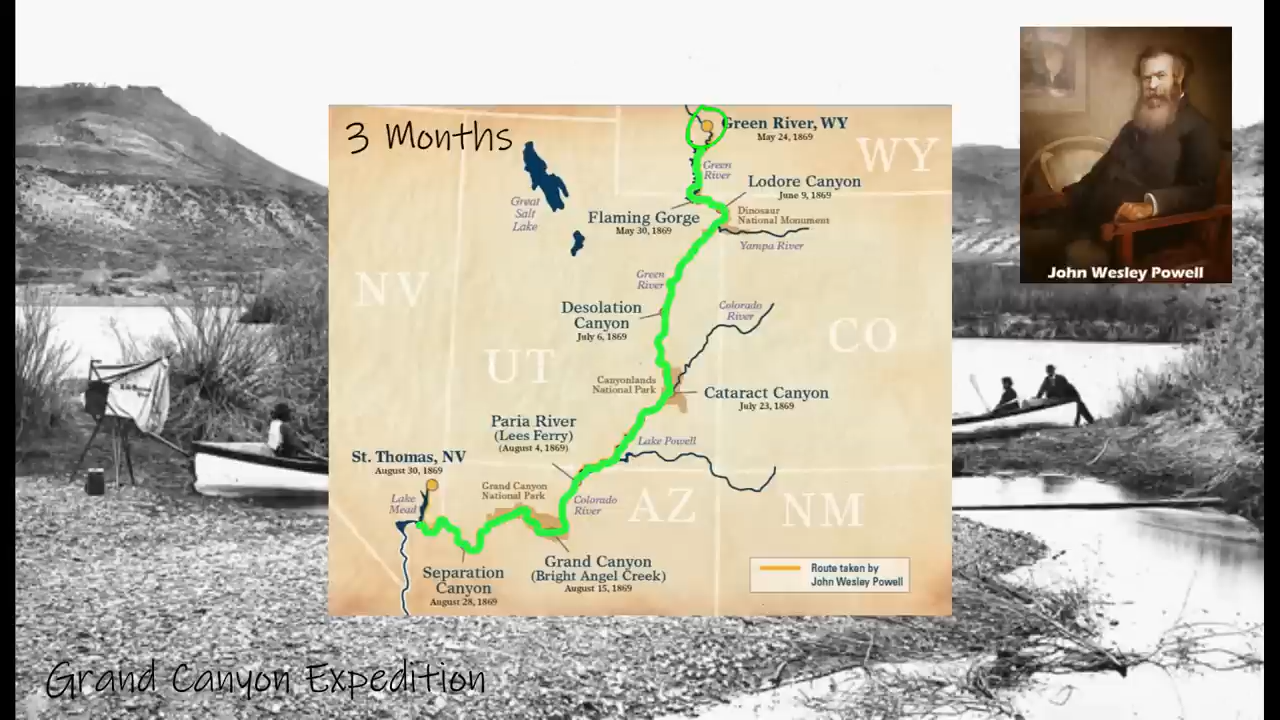 3 Months
Green River, WY
May 24, 1869
WY
Green
River
Lodore Canyon
June 9, 1869
Great
Salt
Lake
Flaming Gorge
May 30, 1869
Dinosaur
National Monument
Yampa River
John Wesley Powell
NV
Green
River
Desolation
Canyon
July 6, 1869
Colorado
River
CO
UT
Canyonlands
National Park
Cataract Canyon
July 23, 1869
Paria River
(Lees Ferry)
(August 4, 1869)
Lake Powell
St. Thomas, NV
August 30, 1869
Lake
Mead
Grand Canyon
National Park
Colorado
River
AZ
NM
Separation
Canyon
August 28, 1869
Grand Canyon
(Bright Angel Creek)
August 15, 1869
Route taken by
John Wesley Powell
Grand Canyon Expedition